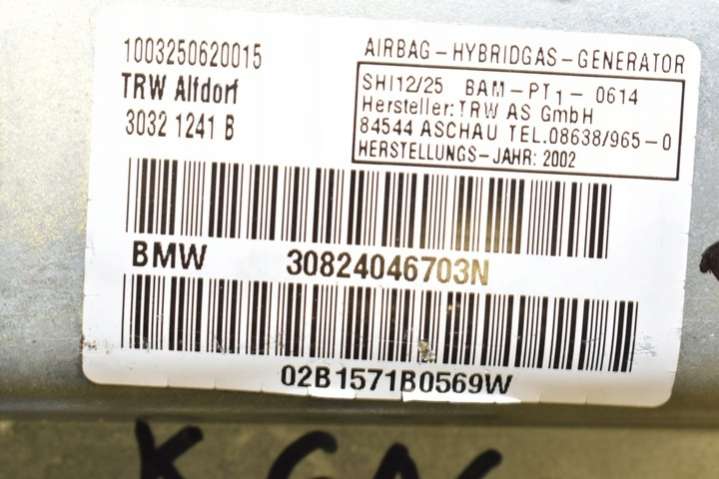 1003250620015
TRW Alfdorf
3032 1241 B
AIRBAG-HYBRIDGAS-GENERATOR
SHI12/25 BAM-PT1-0614
Hersteller: TRW AS GmbH
84544 ASCHAU TEL.08638/965-0
HERSTELLUNGS-JAHR: 2002
BMW 30824046703N
02B1571B0569W